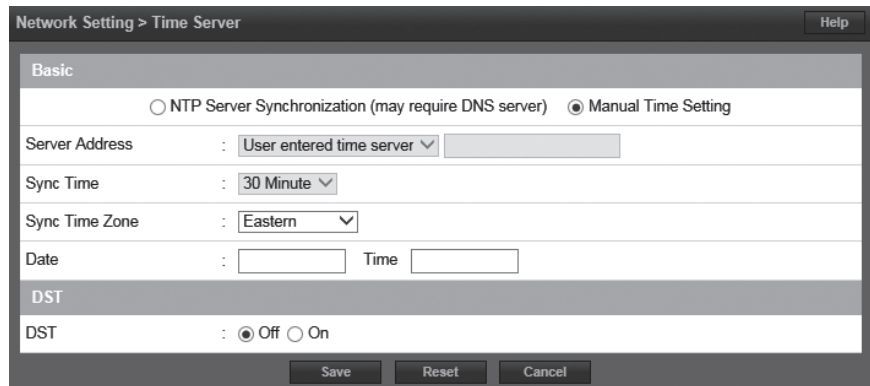 Network Setting > Time Server Help
Basic
NTP Server Synchronization (may require DNS server) Manual Time Setting
Server Address : User entered time server
Sync Time : 30 Minute
Sync Time Zone : Eastern
Date : Time
DST
DST : Off On
Save Reset Cancel